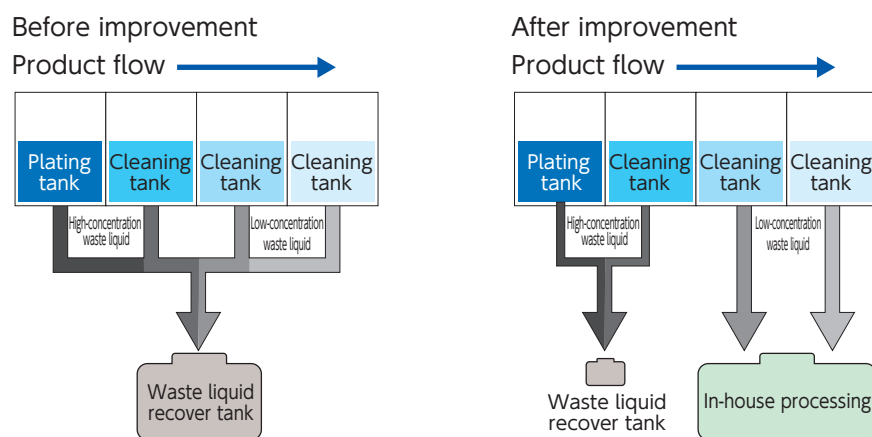 Before improvement
Product flow
Plating
tank
Cleaning
tank
Cleaning
tank
Cleaning
tank
High-concentration
waste liquid
Low-concentration
waste liquid
Waste liquid
recover tank
After improvement
Product flow
Plating
tank
Cleaning
tank
Cleaning
tank
Cleaning
tank
High-concentration
waste liquid
Low-concentration
waste liquid
Waste liquid
recover tank
In-house processing